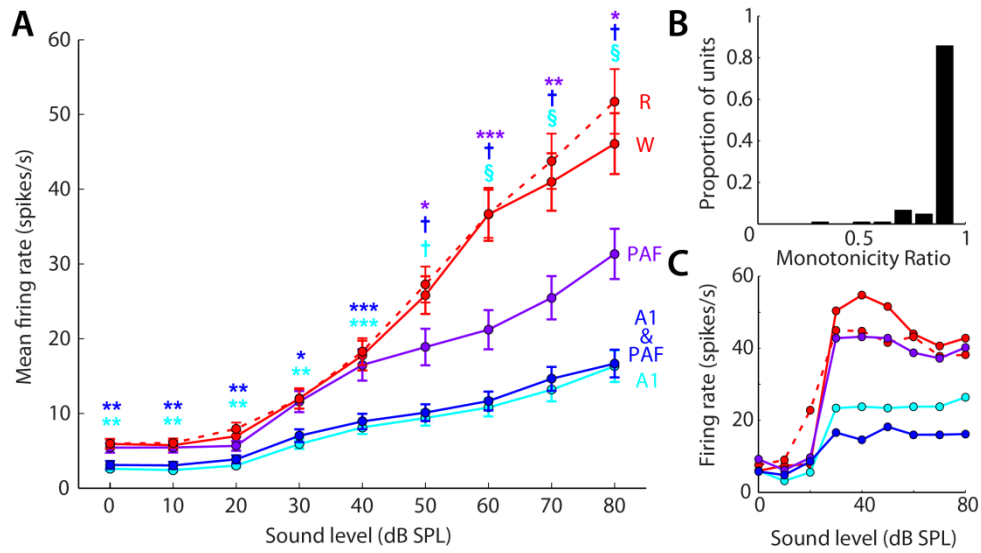 A
60
50
40
30
20
10
0
Mean firing rate (spikes/s)
0 10 20 30 40 50 60 70 80
Sound level (dB SPL)
**
**
**
**
**
**
*
**
***
***
*
†
†
***
†
§
**
†
§
*
†
§
R
W
PAF
A1
&
PAF
A1
B
1
0.8
0.6
0.4
0.2
0
Proportion of units
0.5 1
Monotonicity Ratio
C
60
40
20
0
Firing rate (spikes/s)
0 20 40 60 80
Sound level (dB SPL)